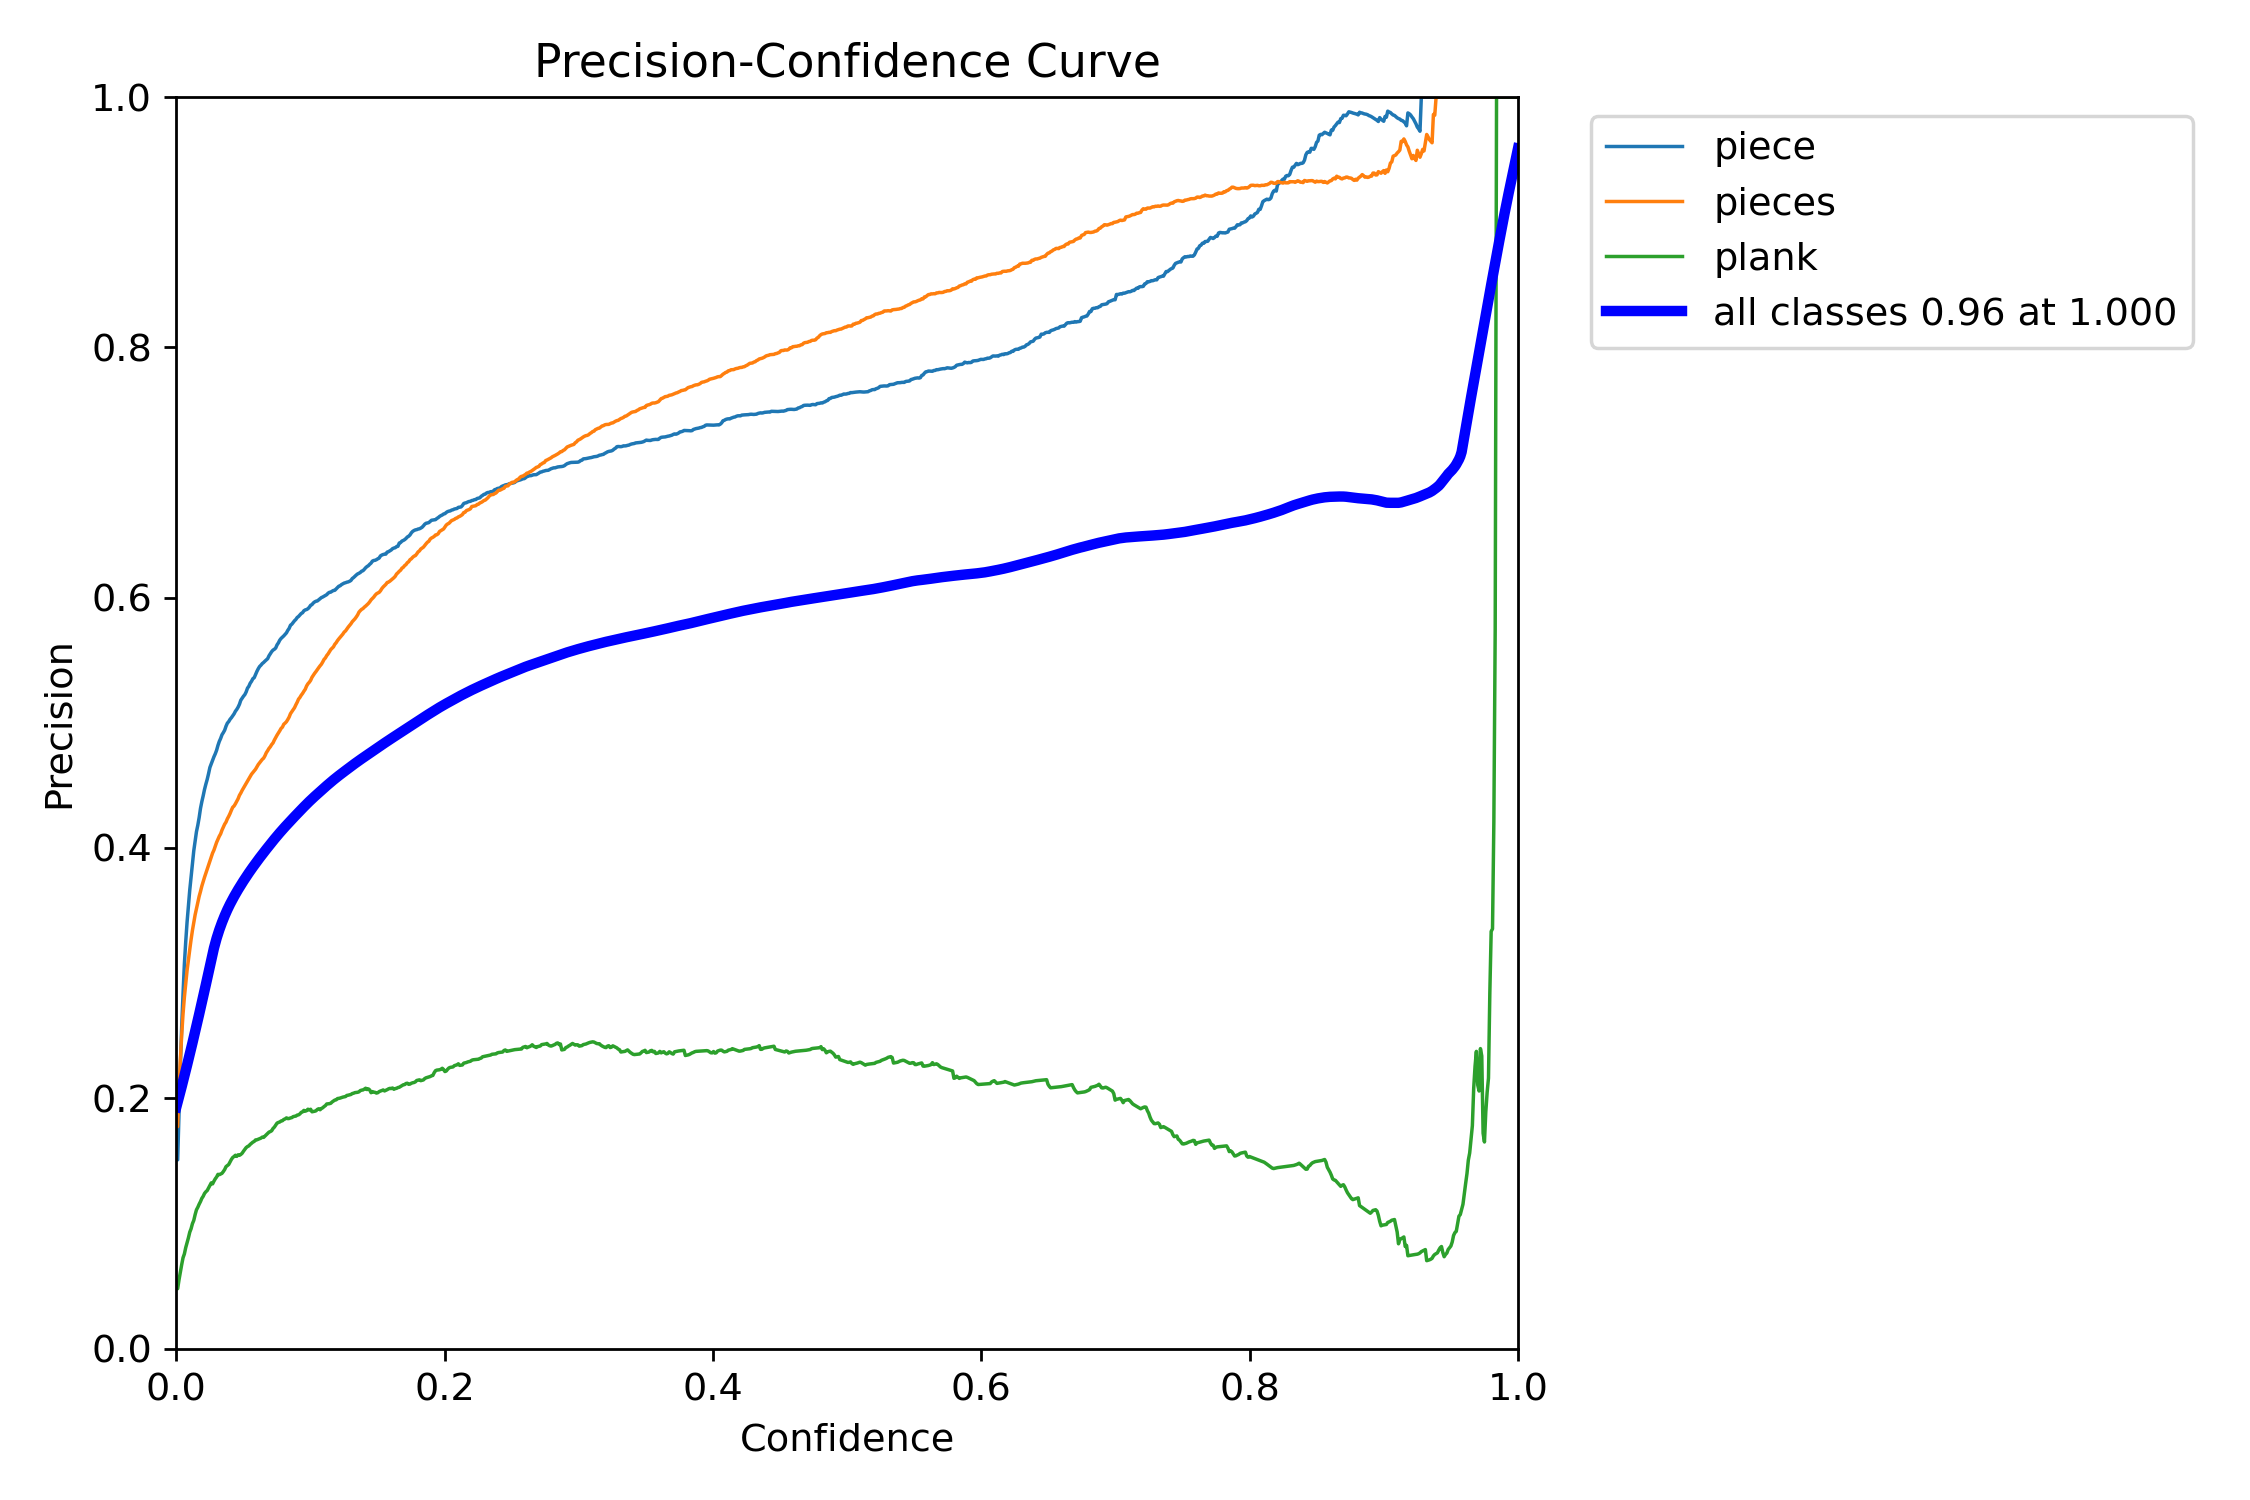 Precision-Confidence Curve
1.0
0.8
0.6
0.4
0.2
0.0
Precision
0.0 0.2 0.4 0.6 0.8 1.0
Confidence
piece
pieces
plank
all classes 0.96 at 1.000